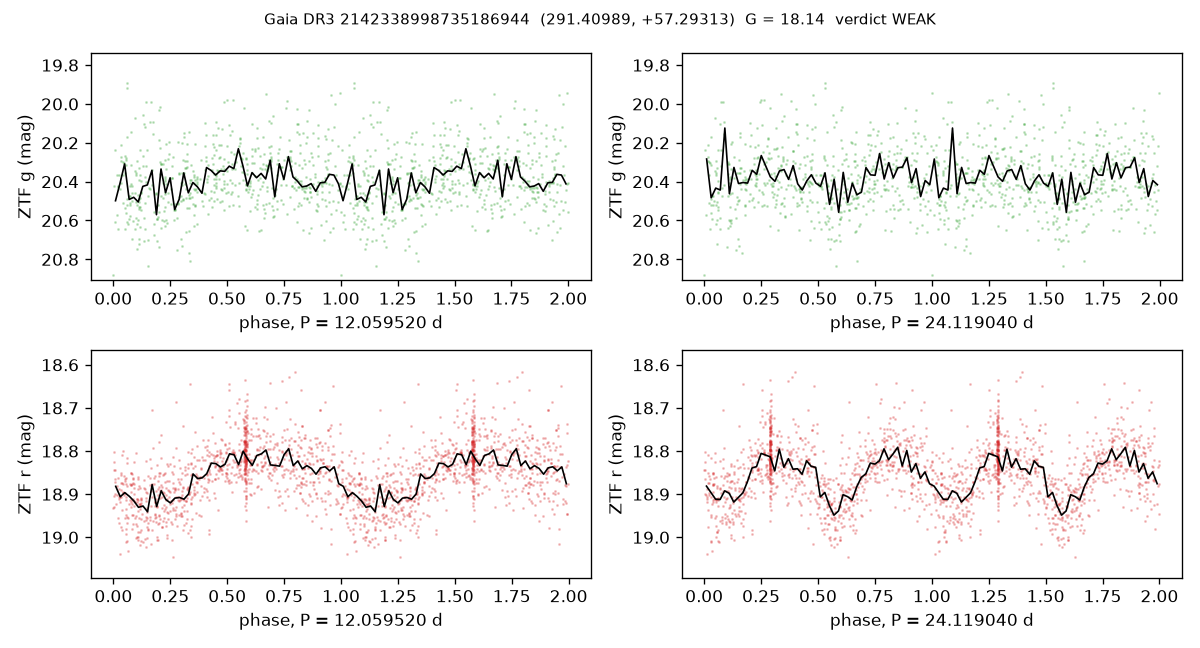 Gaia DR3 2142338998735186944  (291.40989, +57.29313)  G = 18.14  verdict WEAK
ZTF g (mag)
19.8
20.0
20.2
20.4
20.6
20.8
0.00 0.25 0.50 0.75 1.00 1.25 1.50 1.75 2.00
phase, P = 12.059520 d
ZTF g (mag)
19.8
20.0
20.2
20.4
20.6
20.8
0.00 0.25 0.50 0.75 1.00 1.25 1.50 1.75 2.00
phase, P = 24.119040 d
ZTF r (mag)
18.6
18.7
18.8
18.9
19.0
0.00 0.25 0.50 0.75 1.00 1.25 1.50 1.75 2.00
phase, P = 12.059520 d
ZTF r (mag)
18.6
18.7
18.8
18.9
19.0
0.00 0.25 0.50 0.75 1.00 1.25 1.50 1.75 2.00
phase, P = 24.119040 d